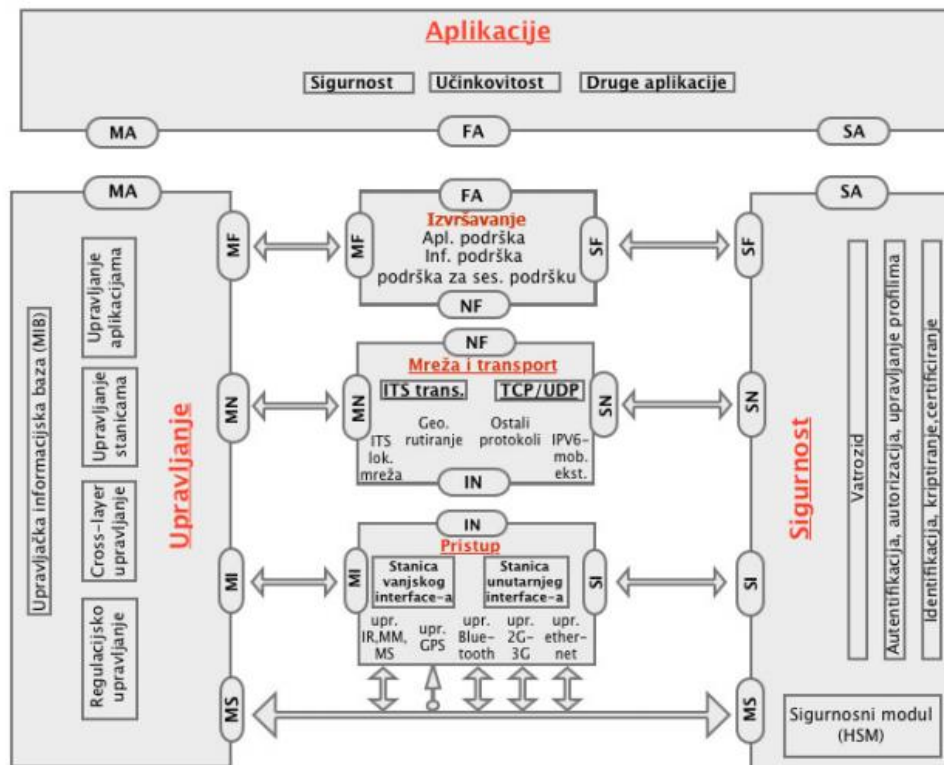 Aplikacije
Sigurnost
Učinkovitost
Druge aplikacije
MA
FA
SA
MA
Upravljačka informacijska baza (MIB)
Upravljanje
aplikacijama
Upravljanje
stanicama
Cross-layer
upravljanje
Regulacijsko
upravljanje
Upravljanje
MF
MN
MI
MS
FA
Izvršavanje
Apl. podrška
Inf. podrška
podrška za ses. podršku
MF
SF
NF
NF
Mreža i transport
ITS trans.
TCP/UDP
Geo.
rutiranje
Ostali
protokoli
ITS
lok.
mreža
IPV6-
mob.
ekst.
MN
SN
IN
IN
Pristup
Stanica
vanjskog
interface-a
Stanica
unutarnjeg
interface-a
MI
SI
upr.
IR,MM,
MS
upr.
GPS
upr.
Blue-
tooth
upr.
2G-
3G
upr.
ether-
net
SA
SF
SN
SI
MS
Sigurnost
Vatrozid
Autentifikacija, autorizacija, upravljanje profilima
Identifikacija, kriptiranje,certificiranje
Sigurnosni modul
(HSM)